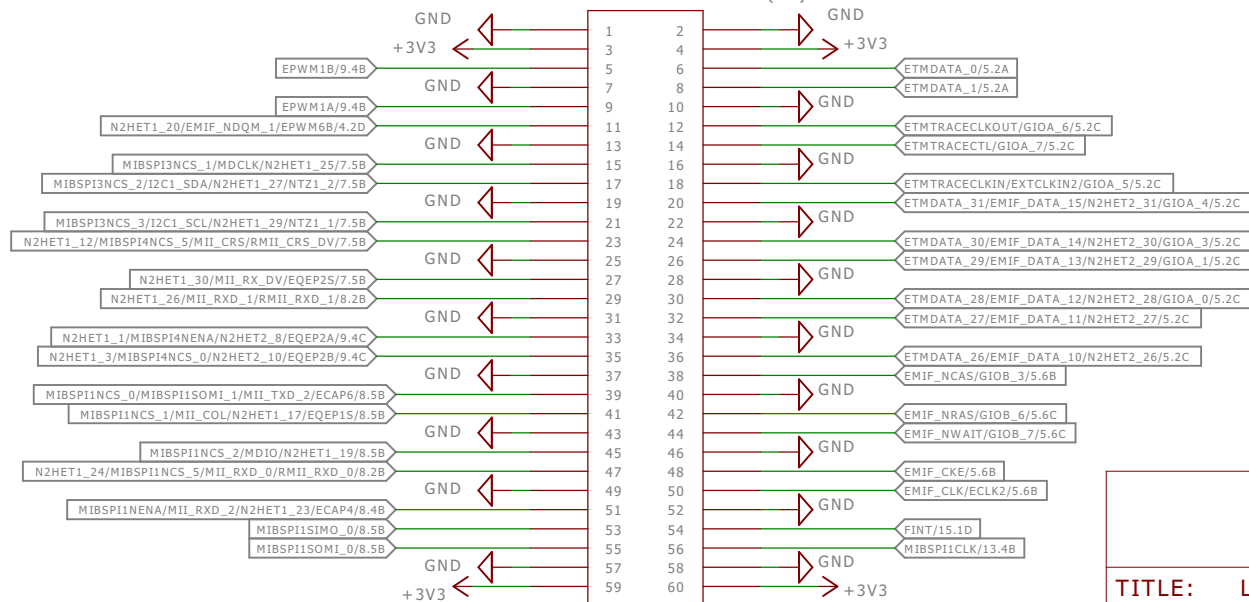 GND 1 2 GND
+3V3 3 4 +3V3
EPWM1B/9.4B 5 6 ETMDATA_0/5.2A
GND 7 8 ETMDATA_1/5.2A
EPWM1A/9.4B 9 10 GND
N2HET1_20/EMIF_NDQM_1/EPWM6B/4.2D 11 12 ETMTRACECLKOUT/GIOA_6/5.2C
GND 13 14 ETMTRACECTL/GIOA_7/5.2C
MIBSPI3NCS_1/MDCLK/N2HET1_25/7.5B 15 16 GND
MIBSPI3NCS_2/I2C1_SDA/N2HET1_27/NTZ1_2/7.5B 17 18 ETMTRACECLKIN/EXTCLKIN2/GIOA_5/5.2C
GND 19 20 ETMDATA_31/EMIF_DATA_15/N2HET2_31/GIOA_4/5.2C
MIBSPI3NCS_3/I2C1_SCL/N2HET1_29/NTZ1_1/7.5B 21 22 GND
N2HET1_12/MIBSPI4NCS_5/MII_CRS/RMII_CRS_DV/7.5B 23 24 ETMDATA_30/EMIF_DATA_14/N2HET2_30/GIOA_3/5.2C
GND 25 26 ETMDATA_29/EMIF_DATA_13/N2HET2_29/GIOA_1/5.2C
N2HET1_30/MII_RX_DV/EQEP2S/7.5B 27 28 GND
N2HET1_26/MII_RXD_1/RMII_RXD_1/8.2B 29 30 ETMDATA_28/EMIF_DATA_12/N2HET2_28/GIOA_0/5.2C
GND 31 32 ETMDATA_27/EMIF_DATA_11/N2HET2_27/5.2C
N2HET1_1/MIBSPI4NENA/N2HET2_8/EQEP2A/9.4C 33 34 GND
N2HET1_3/MIBSPI4NCS_0/N2HET2_10/EQEP2B/9.4C 35 36 ETMDATA_26/EMIF_DATA_10/N2HET2_26/5.2C
GND 37 38 EMIF_NCAS/GIOB_3/5.6B
MIBSPI1NCS_0/MIBSPI1SOMI_1/MII_TXD_2/ECAP6/8.5B 39 40 GND
MIBSPI1NCS_1/MII_COL/N2HET1_17/EQEP1S/8.5B 41 42 EMIF_NRAS/GIOB_6/5.6C
GND 43 44 EMIF_NWAIT/GIOB_7/5.6C
MIBSPI1NCS_2/MDIO/N2HET1_19/8.5B 45 46 GND
N2HET1_24/MIBSPI1NCS_5/MII_RXD_0/RMII_RXD_0/8.2B 47 48 EMIF_CKE/5.6B
GND 49 50 EMIF_CLK/ECLK2/5.6B
MIBSPI1NENA/MII_RXD_2/N2HET1_23/ECAP4/8.4B 51 52 GND
MIBSPI1SIMO_0/8.5B 53 54 FINT/15.1D
MIBSPI1SOMI_0/8.5B 55 56 MIBSPI1CLK/13.4B
GND 57 58 GND
+3V3 59 60 +3V3
TITLE: L